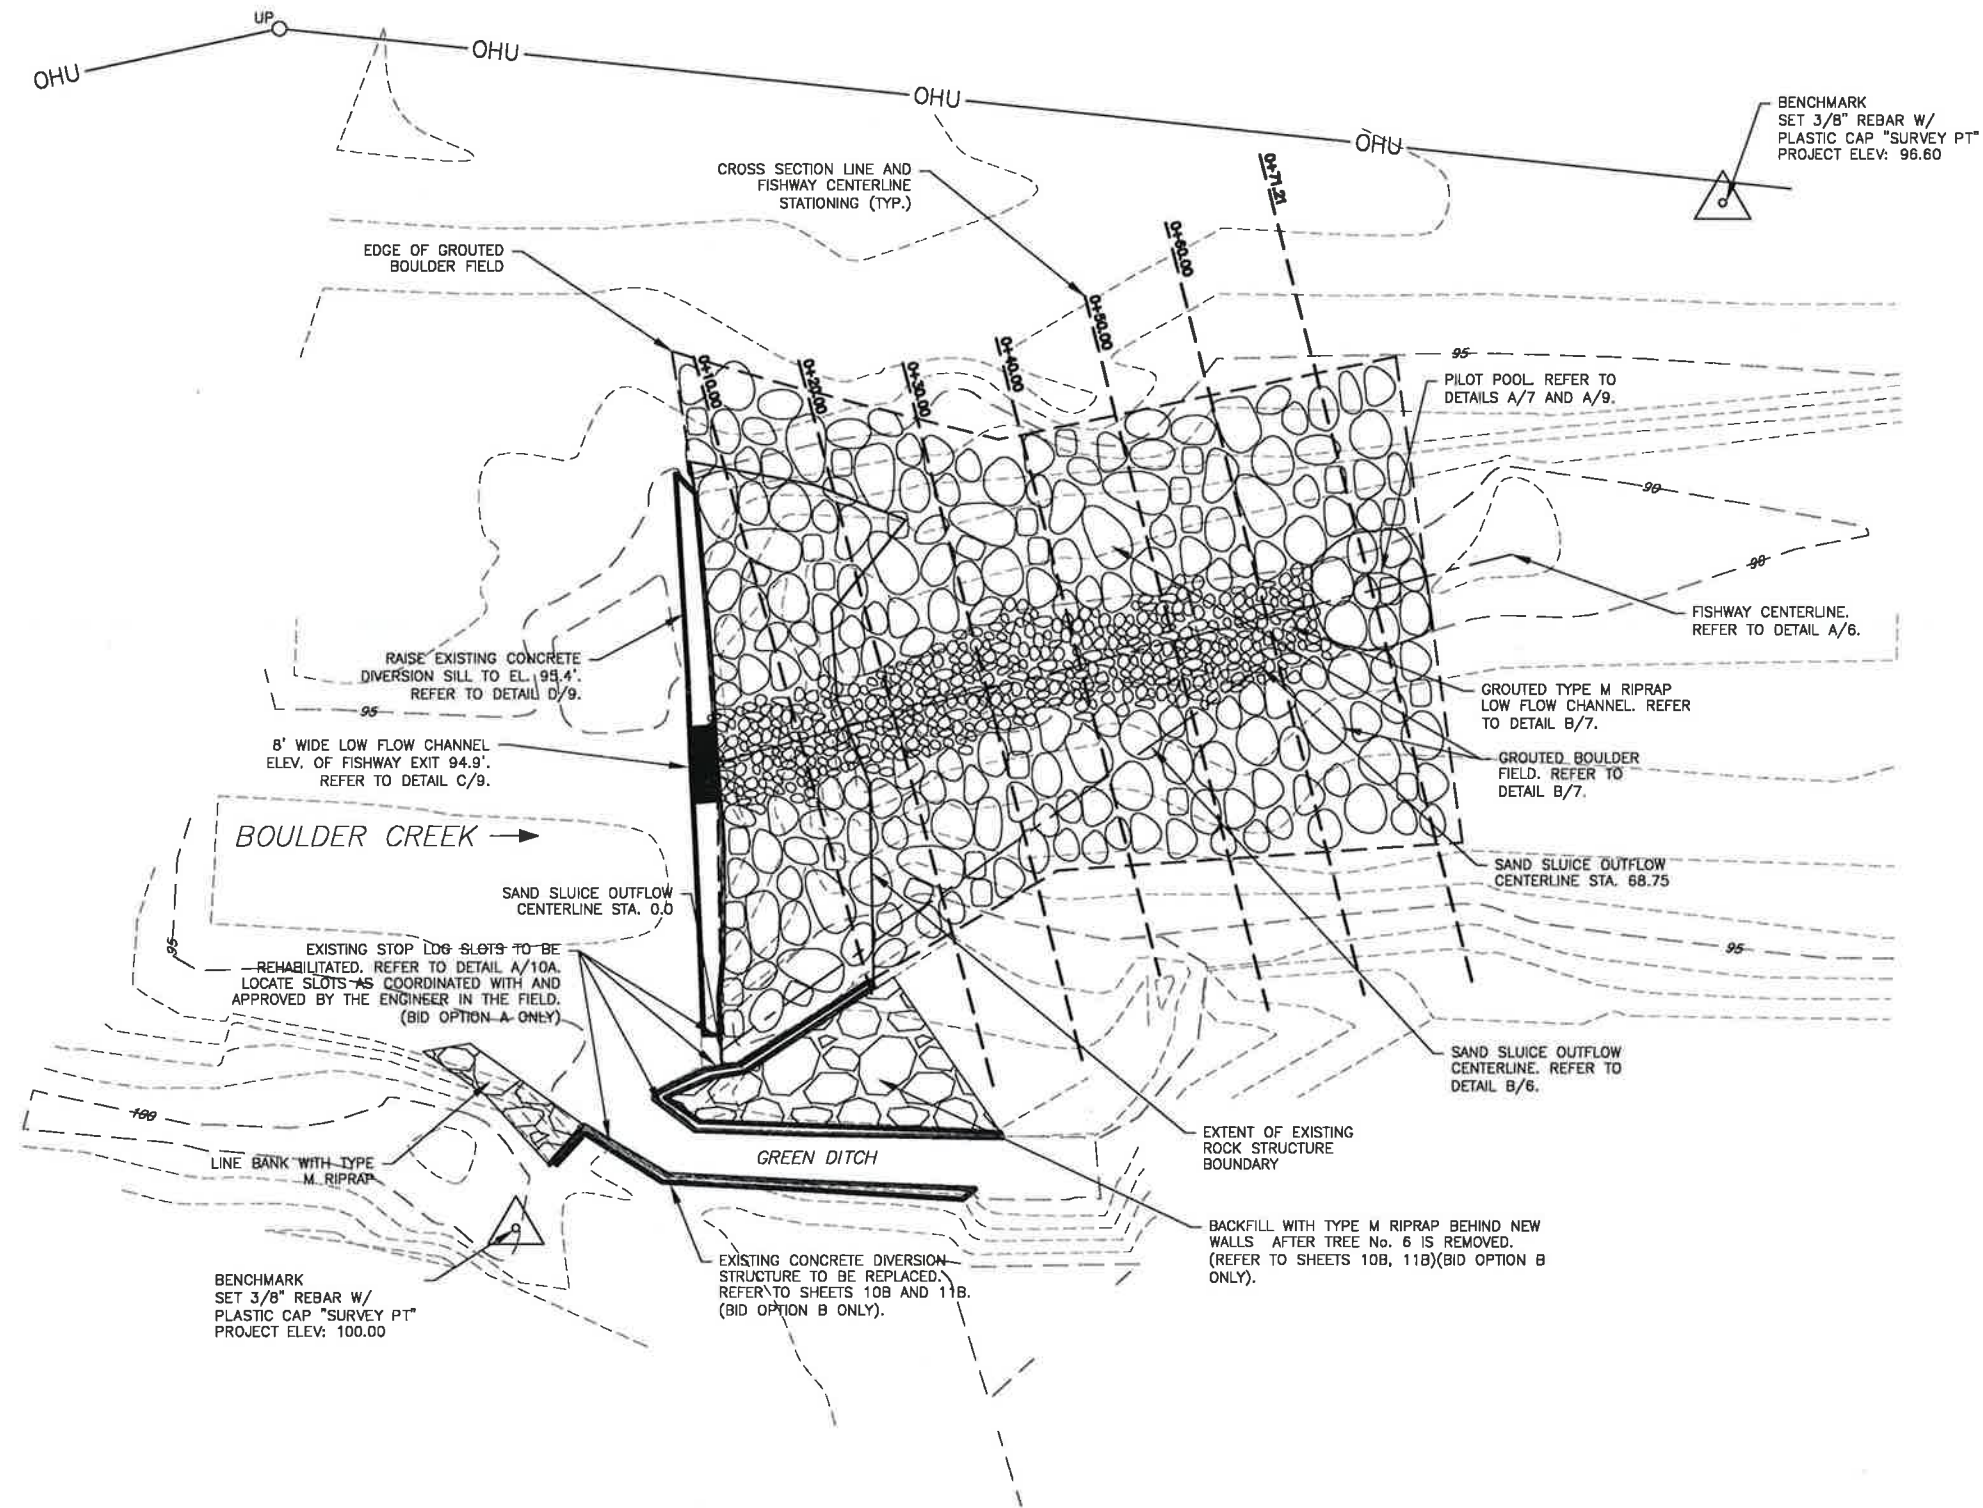 UP
OHU
OHU
OHU
OHU
BENCHMARK
SET 3/8" REBAR W/
PLASTIC CAP "SURVEY PT"
PROJECT ELEV: 96.60
CROSS SECTION LINE AND
FISHWAY CENTERLINE
STATIONING (TYP.)
0+71.21
0+60.00
0+50.00
0+40.00
0+30.00
0+20.00
0+10.00
EDGE OF GROUTED
BOULDER FIELD
95
PILOT POOL. REFER TO
DETAILS A/7 AND A/9.
90
90
FISHWAY CENTERLINE.
REFER TO DETAIL A/6.
RAISE EXISTING CONCRETE
DIVERSION SILL TO EL. 95.4'.
REFER TO DETAIL D/9.
95
GROUTED TYPE M RIPRAP
LOW FLOW CHANNEL. REFER
TO DETAIL B/7.
8' WIDE LOW FLOW CHANNEL
ELEV. OF FISHWAY EXIT 94.9'.
REFER TO DETAIL C/9.
GROUTED BOULDER
FIELD. REFER TO
DETAIL B/7.
BOULDER CREEK
SAND SLUICE OUTFLOW
CENTERLINE STA. 68.75
SAND SLUICE OUTFLOW
CENTERLINE STA. 0.0
95
95
EXISTING STOP LOG SLOTS TO BE
REHABILITATED. REFER TO DETAIL A/10A.
LOCATE SLOTS AS COORDINATED WITH AND
APPROVED BY THE ENGINEER IN THE FIELD.
(BID OPTION A ONLY)
SAND SLUICE OUTFLOW
CENTERLINE. REFER TO
DETAIL B/6.
100
EXTENT OF EXISTING
ROCK STRUCTURE
BOUNDARY
GREEN DITCH
LINE BANK WITH TYPE
M RIPRAP
BACKFILL WITH TYPE M RIPRAP BEHIND NEW
WALLS AFTER TREE No. 6 IS REMOVED.
(REFER TO SHEETS 10B, 11B)(BID OPTION B
ONLY).
EXISTING CONCRETE DIVERSION
STRUCTURE TO BE REPLACED.
REFER TO SHEETS 10B AND 11B.
(BID OPTION B ONLY).
BENCHMARK
SET 3/8" REBAR W/
PLASTIC CAP "SURVEY PT"
PROJECT ELEV: 100.00